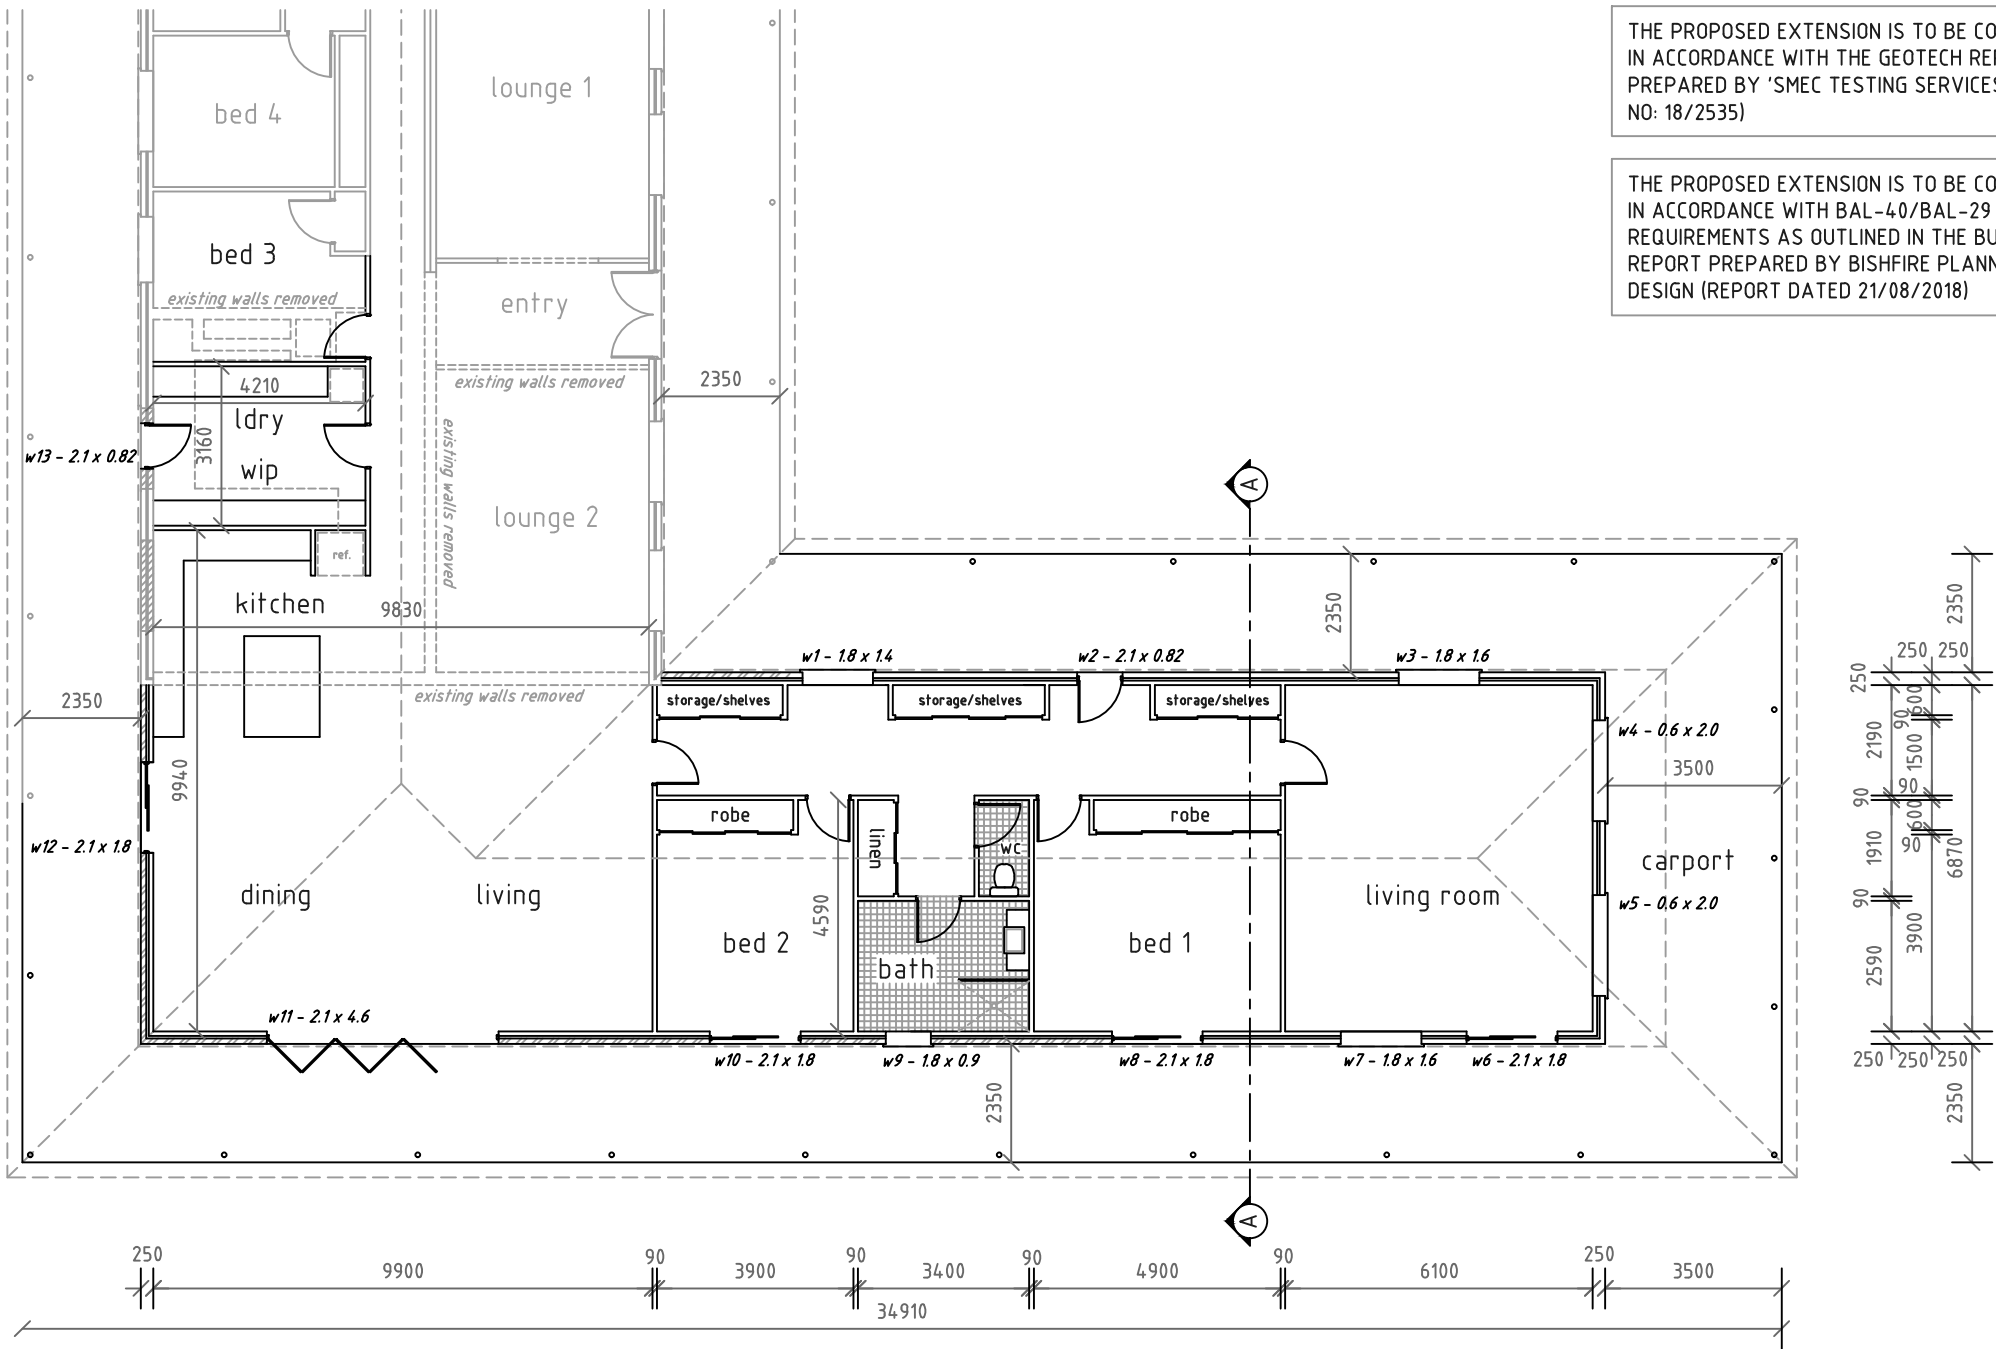 THE PROPOSED EXTENSION IS TO BE CO
IN ACCORDANCE WITH THE GEOTECH REP
PREPARED BY 'SMEC TESTING SERVICES
NO: 18/2535)
THE PROPOSED EXTENSION IS TO BE CO
IN ACCORDANCE WITH BAL-40/BAL-29
REQUIREMENTS AS OUTLINED IN THE BU
REPORT PREPARED BY BISHFIRE PLANN
DESIGN (REPORT DATED 21/08/2018)
bed 4
lounge 1
bed 3
existing walls removed
entry
existing walls removed
4210
2350
ldry
3160
w13 - 2.1 x 0.82
wip
existing walls removed
lounge 2
ref.
kitchen
9830
A
2350
2350
w1 - 1.8 x 1.4
w2 - 2.1 x 0.82
w3 - 1.8 x 1.6
250
250
250
existing walls removed
2350
storage/shelves
storage/shelves
storage/shelves
w4 - 0.6 x 2.0
600
90
2190
1500
9940
3500
90
90
robe
linen
wc
robe
600
90
1910
6870
w12 - 2.1 x 1.8
carport
dining
living
living room
w5 - 0.6 x 2.0
90
4590
bed 2
bath
bed 1
3900
2590
w11 - 2.1 x 4.6
w10 - 2.1 x 1.8
w9 - 1.8 x 0.9
w8 - 2.1 x 1.8
w7 - 1.8 x 1.6
w6 - 2.1 x 1.8
250
250
250
2350
2350
A
250
9900
90
3900
90
3400
90
4900
90
6100
250
3500
34910